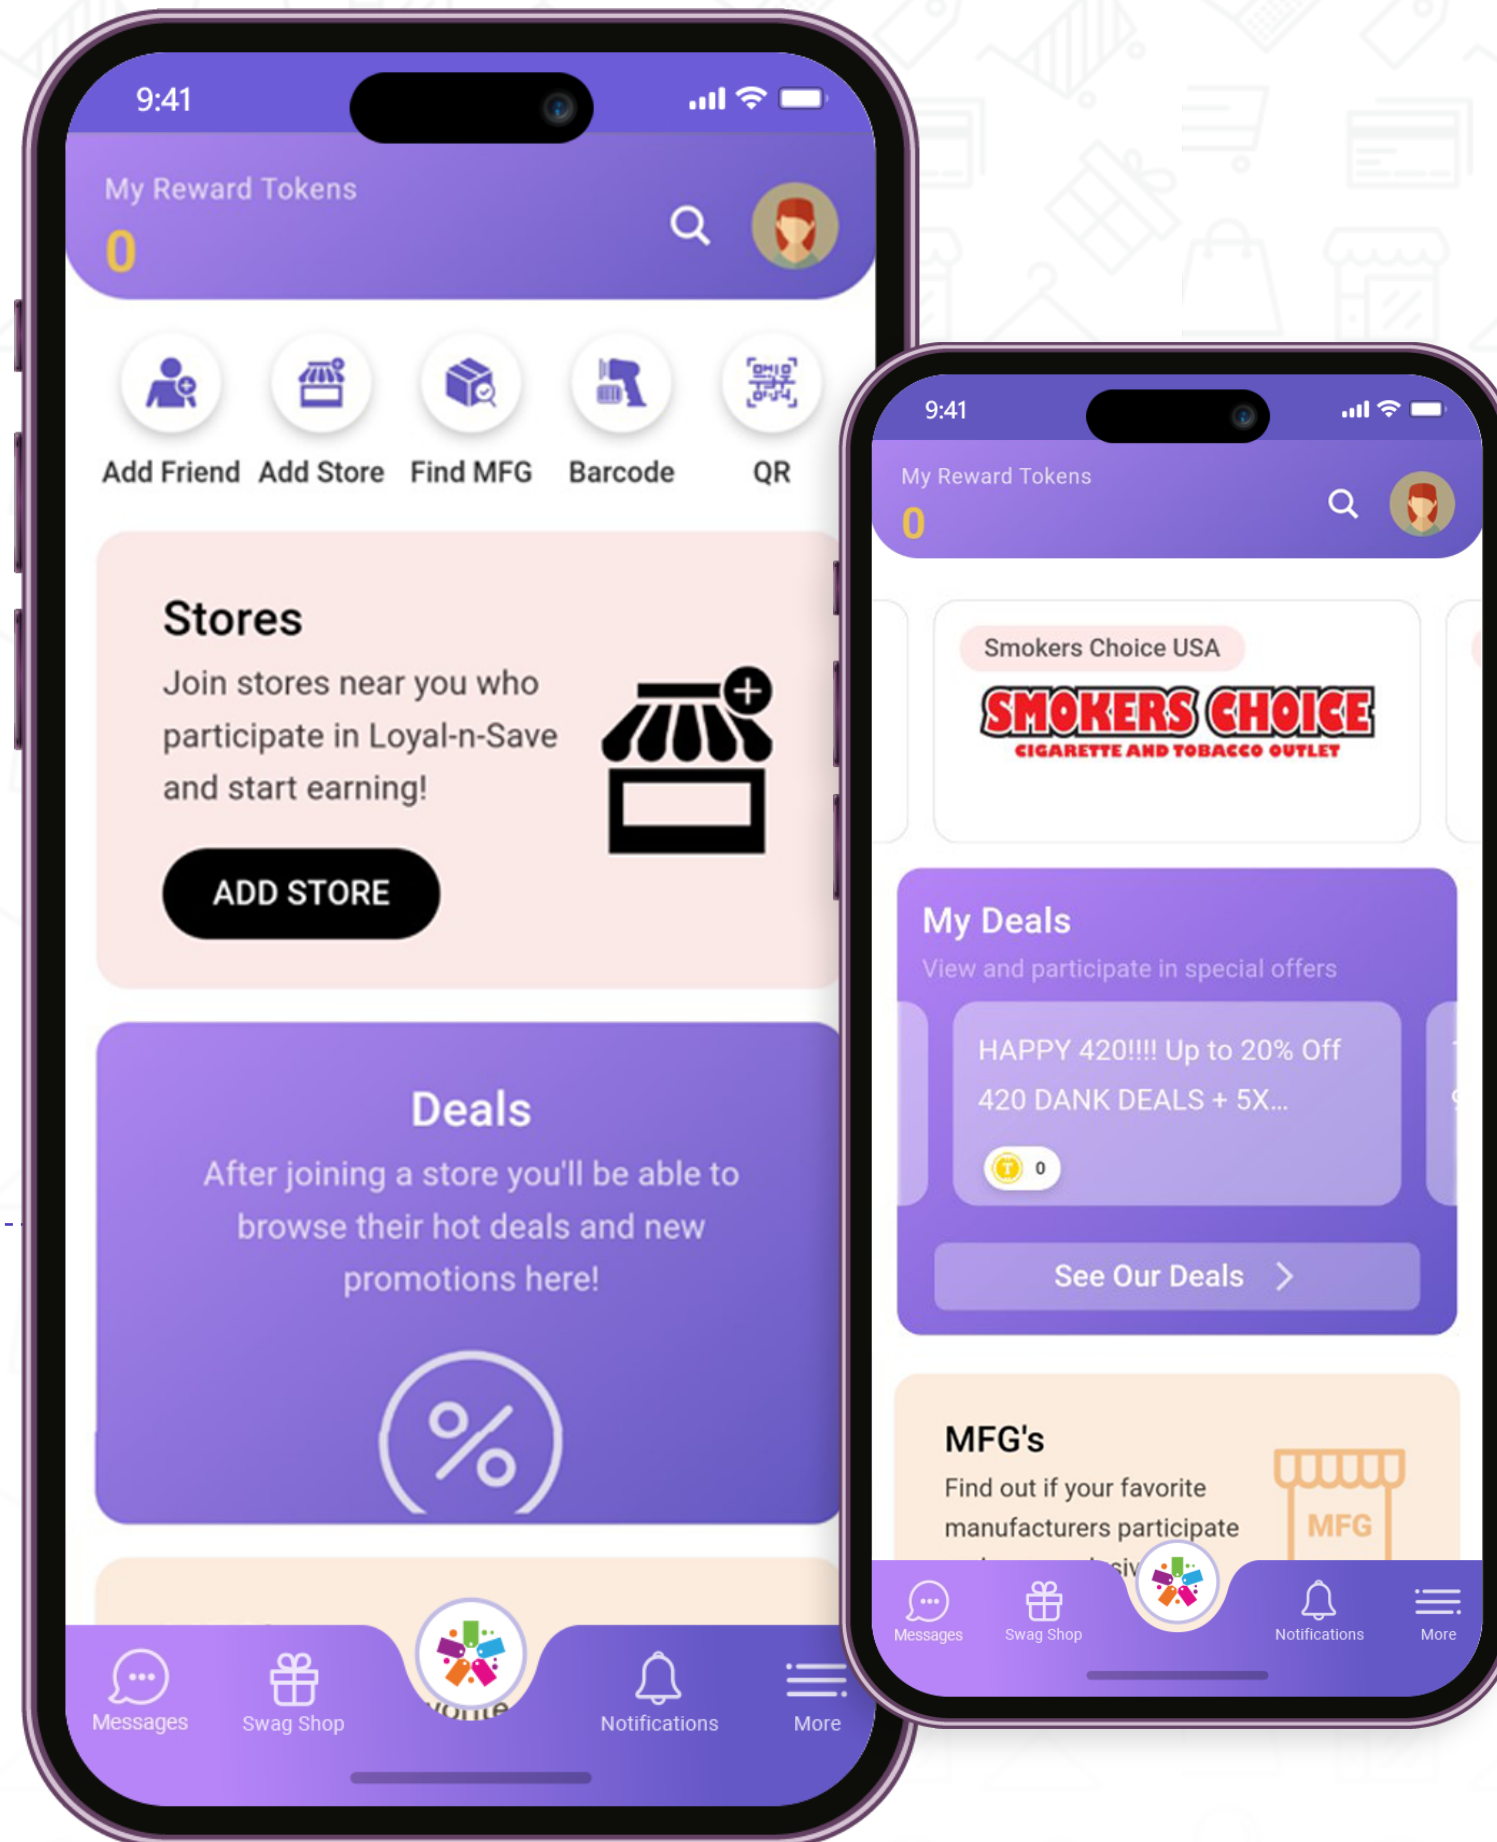 9:41
My Reward Tokens
0
Add Friend
Add Store
Find MFG
Barcode
QR
Stores
Join stores near you who
participate in Loyal-n-Save
and start earning!
ADD STORE
Deals
After joining a store you'll be able to
browse their hot deals and new
promotions here!
%
Messages
Swag Shop
Notifications
More
9:41
My Reward Tokens
0
Smokers Choice USA
SMOKERS CHOICE
CIGARETTE AND TOBACCO OUTLET
My Deals
View and participate in special offers
HAPPY 420!!!! Up to 20% Off
420 DANK DEALS + 5X...
T 0
See Our Deals
MFG's
Find out if your favorite
manufacturers participate
MFG
Messages
Swag Shop
Notifications
More